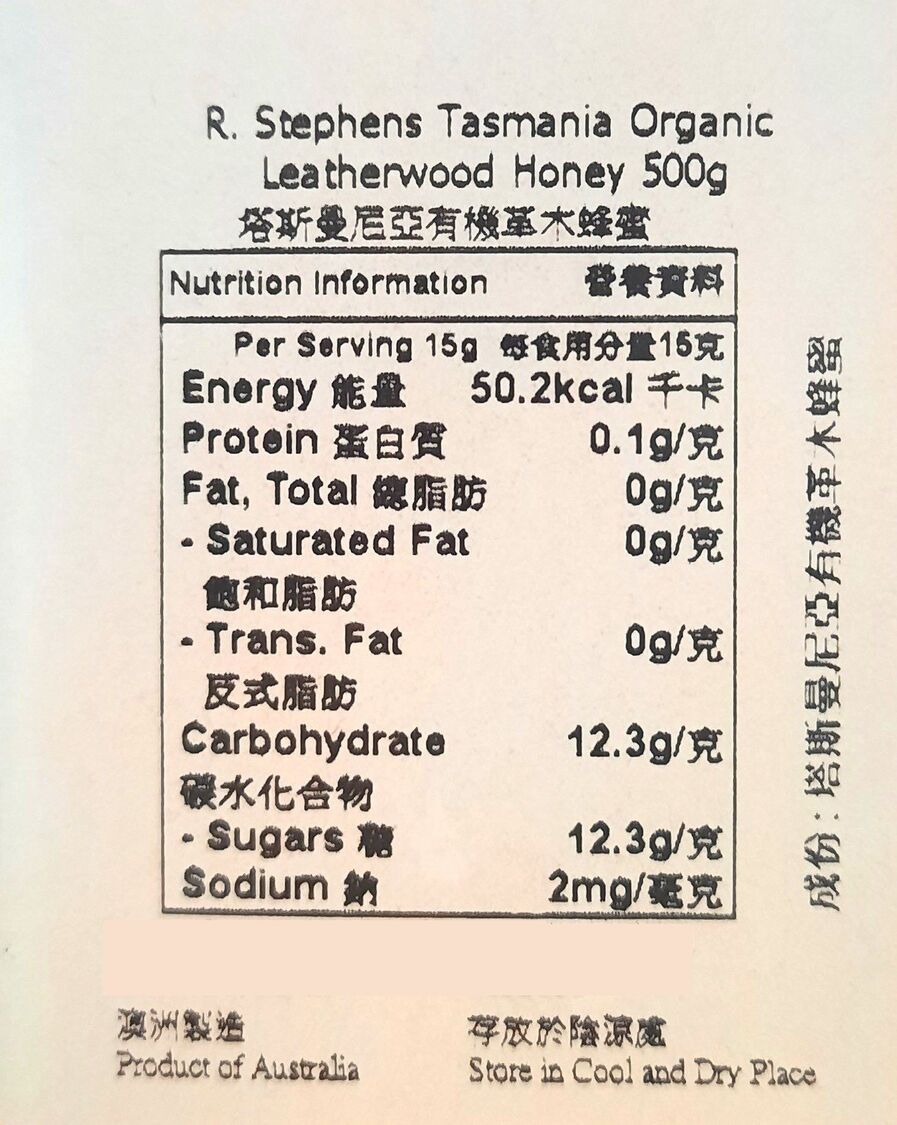 R. Stephens Tasmania Organic
Leatherwood Honey 500g
塔斯曼尼亞有機革木蜂蜜
Nutrition Information 營養資料
Per Serving 15g 每食用分量15克
Energy 能量 50.2kcal 千卡
Protein 蛋白質 0.1g/克
Fat, Total 總脂肪 0g/克
- Saturated Fat 0g/克
飽和脂肪
- Trans. Fat 0g/克
反式脂肪
Carbohydrate 12.3g/克
碳水化合物
- Sugars 糖 12.3g/克
Sodium 鈉 2mg/毫克
成份: 塔斯曼尼亞有機革木蜂蜜
澳洲製造
Product of Australia
存放於陰涼處
Store in Cool and Dry Place